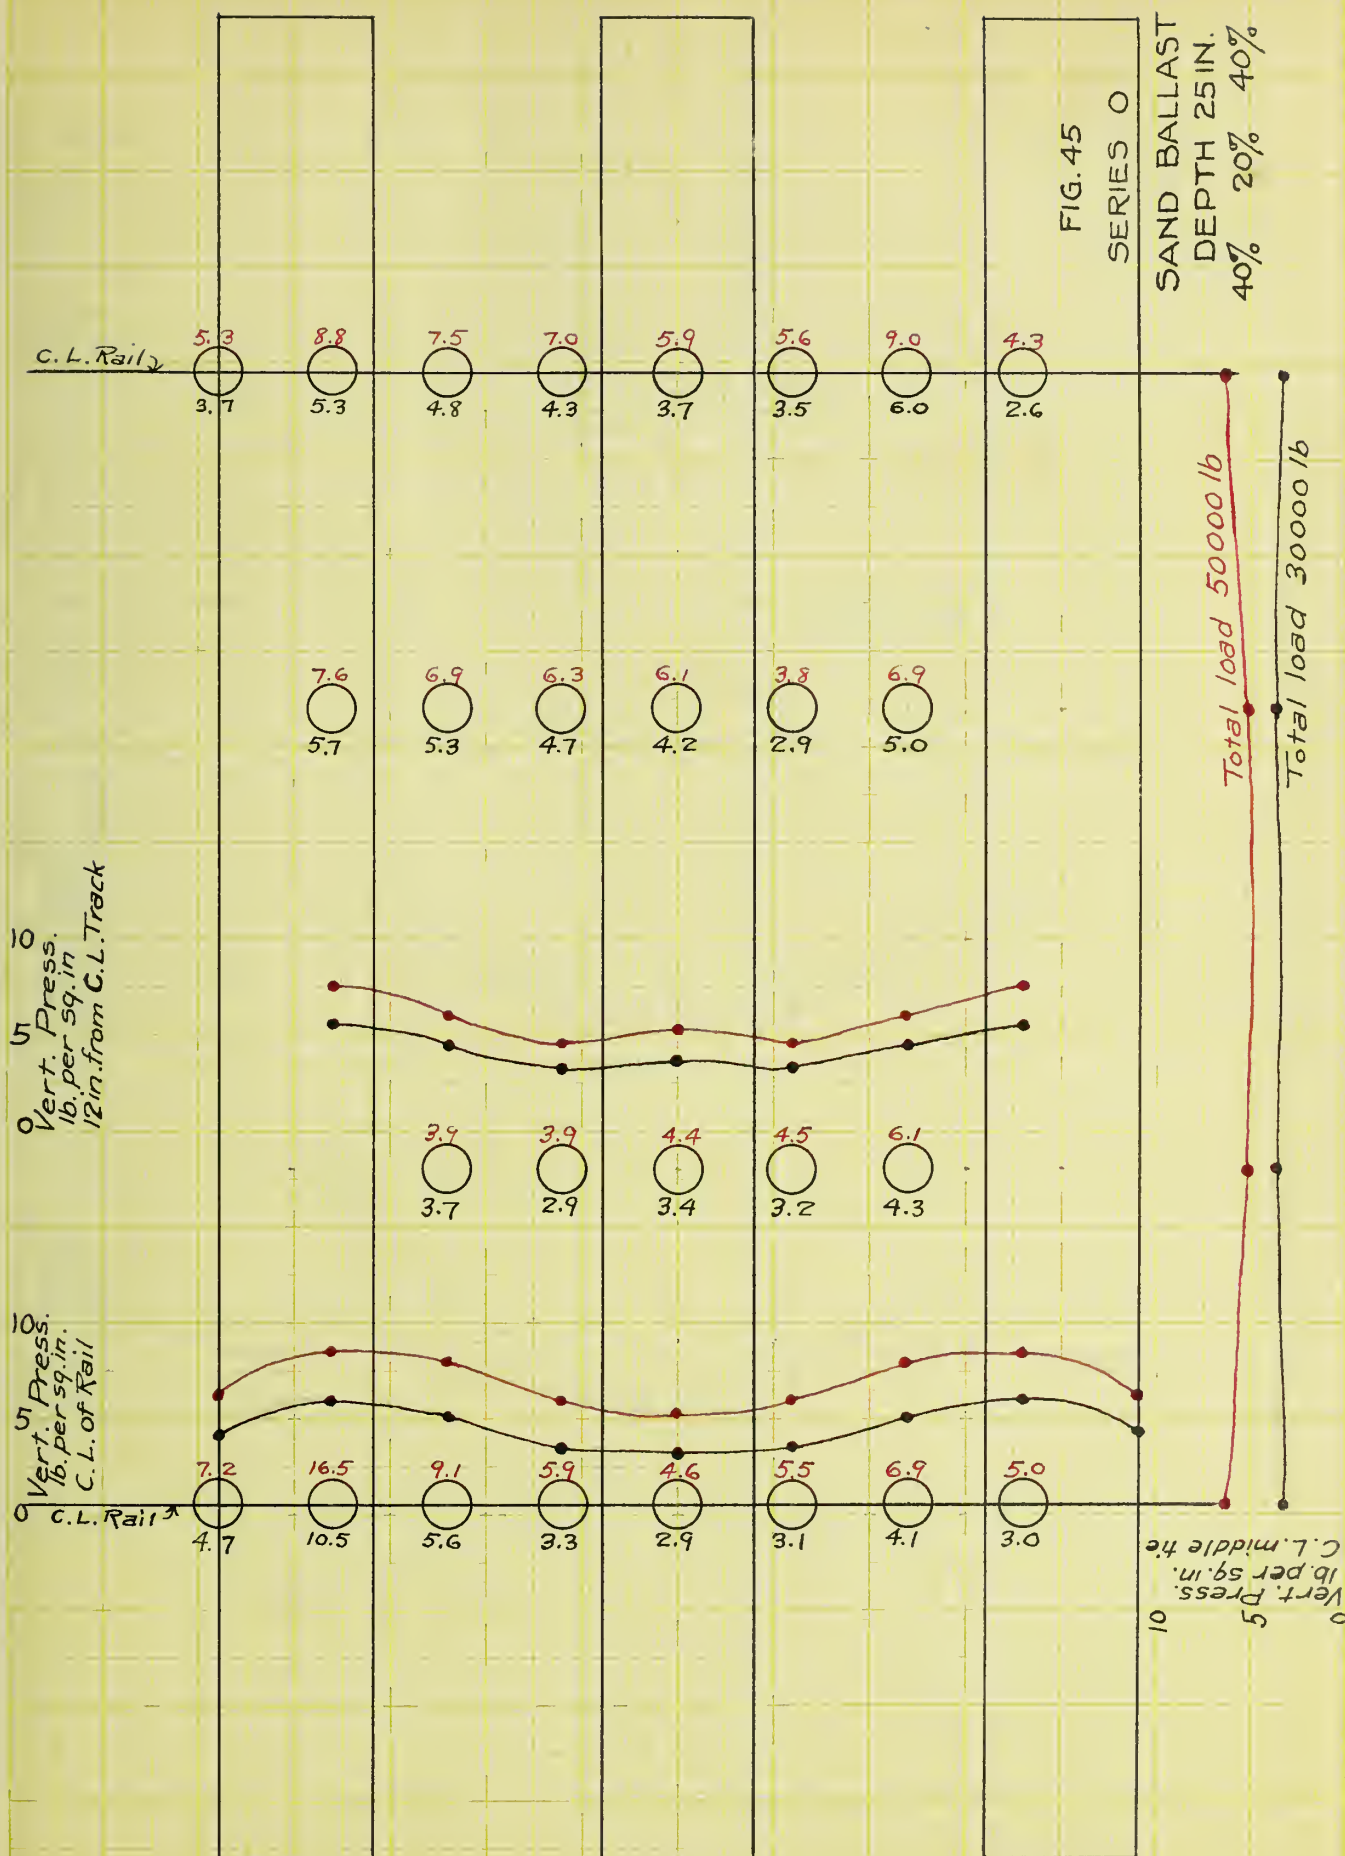 FIG. 45
SERIES O
SAND BALLAST
DEPTH 25 IN.
40% 20% 40%
C. L. Rail
5.3 8.8 7.5 7.0 5.9 5.6 9.0 4.3
3.7 5.3 4.8 4.3 3.7 3.5 6.0 2.6
Total load 50000 lb
Total load 30000 lb
7.6 6.9 6.3 6.1 3.8 6.9
5.7 5.3 4.7 4.2 2.9 5.0
10
5
0
Vert. Press.
lb. per sq. in
12 in. from C. L. Track
3.9 3.9 4.4 4.5 6.1
3.7 2.9 3.4 3.2 4.3
10
5
0
Vert. Press.
lb. per sq. in.
C. L. of Rail
7.2 16.5 9.1 5.9 4.6 5.5 6.9 5.0
C. L. Rail
4.7 10.5 5.6 3.3 2.9 3.1 4.1 3.0
Vert. Press.
lb. per sq. in.
C. L. middle tie
10
5
0